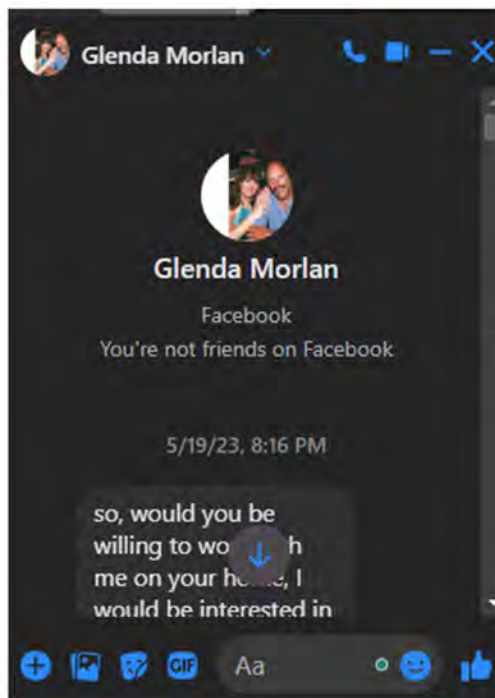 Glenda Morlan
Glenda Morlan
Facebook
You're not friends on Facebook
5/19/23, 8:16 PM
so, would you be
willing to
me on your I
would be interested in
GIF
Aa